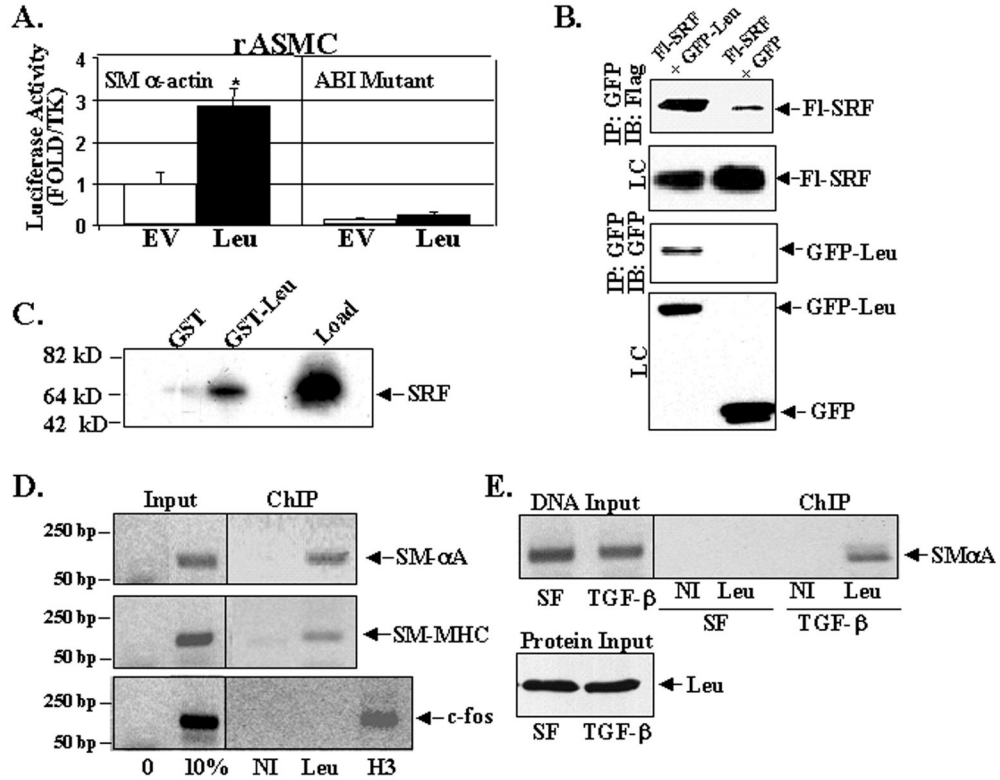 A.
rASMC
Luciferase Activity
(FOLD/TK)
4
3
2
1
0
SM α-actin
*
ABI Mutant
EV Leu EV Leu
B.
Fl-SRF + GFP-Leu
Fl-SRF + GFP
IP: GFP
IB: Flag
Fl-SRF
LC
Fl-SRF
IP: GFP
IB: GFP
GFP-Leu
LC
GFP-Leu
GFP
C.
GST GST-Leu Load
82 kD
64 kD
42 kD
SRF
D.
Input ChIP
250 bp
50 bp
SM-αA
250 bp
50 bp
SM-MHC
250 bp
50 bp
c-fos
0 10% NI Leu H3
E.
DNA Input ChIP
SMαA
SF TGF-β NI Leu NI Leu
SF TGF-β
Protein Input
Leu
SF TGF-β